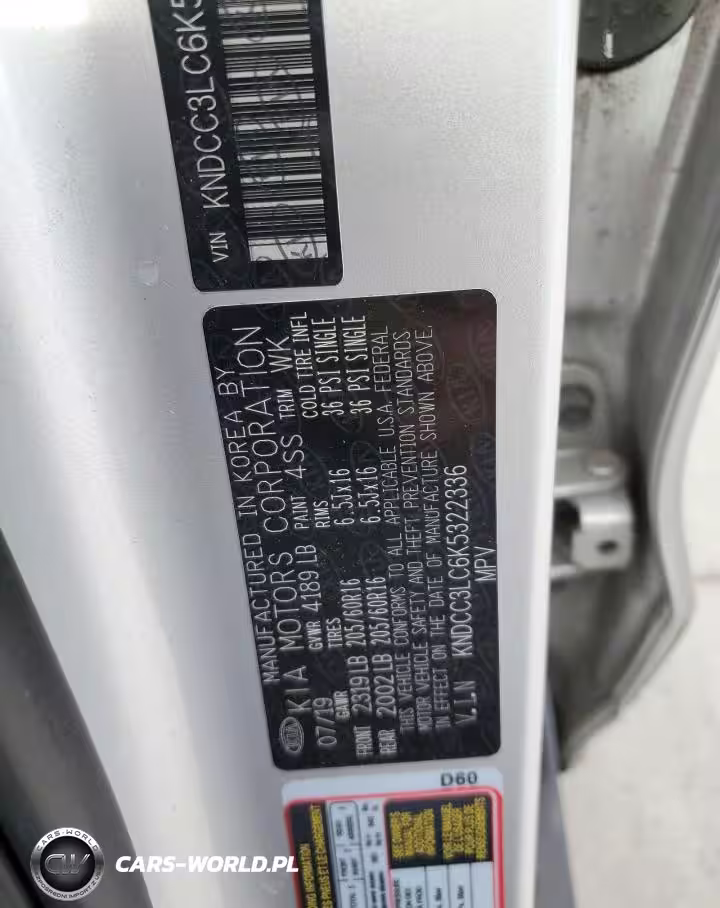 VIN KNDCC3LC6K5
MANUFACTURED IN KOREA BY
KIA MOTORS CORPORATION
07/19 GVWR 4189 LB PAINT 4SS TRIM WK
GAWR TIRES RIMS COLD TIRE INFL
FRONT 2319 LB 205/60R16 6.5Jx16 36 PSI SINGLE
REAR 2002 LB 205/60R16 6.5Jx16 36 PSI SINGLE
THIS VEHICLE CONFORMS TO ALL APPLICABLE U.S.A. FEDERAL
MOTOR VEHICLE SAFETY AND THEFT PREVENTION STANDARDS
IN EFFECT ON THE DATE OF MANUFACTURE SHOWN ABOVE.
V.I.N KNDCC3LC6K5322336
MPV
D60
CARS-WORLD
CW
CARS-WORLD.PL